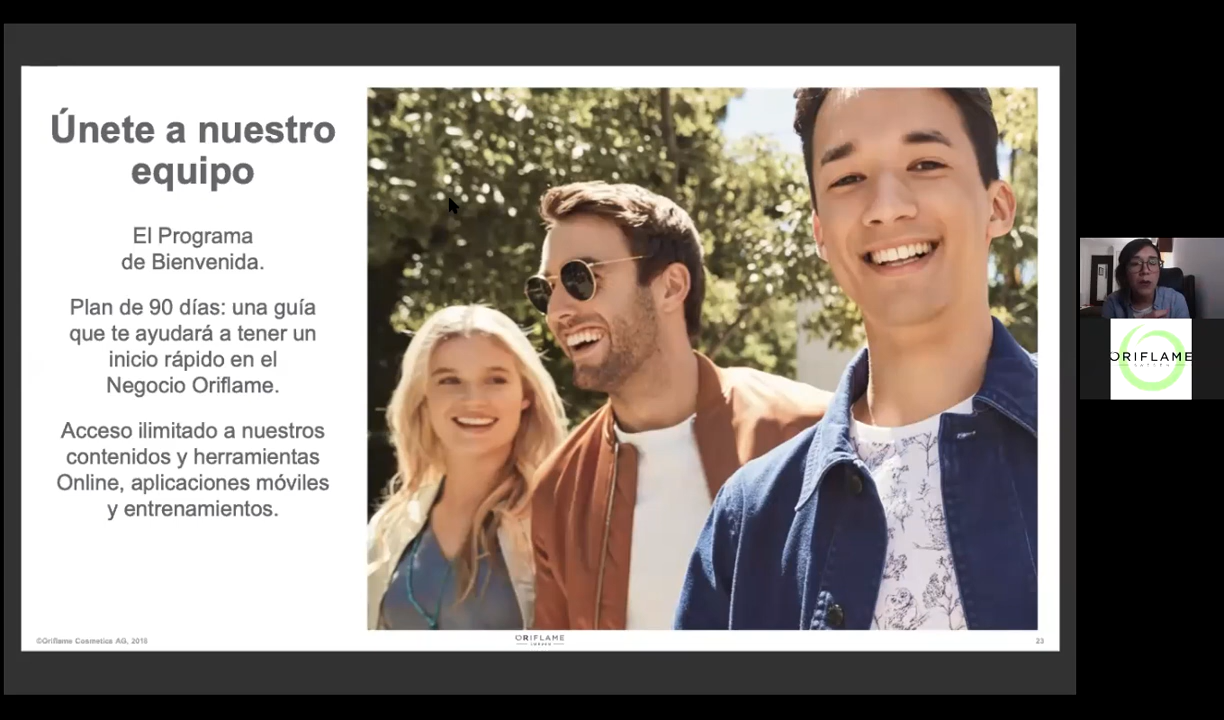 Únete a nuestro
equipo
El Programa
de Bienvenida.
Plan de 90 días: una guía
que te ayudará a tener un
inicio rápido en el
Negocio Oriflame.
Acceso ilimitado a nuestros
contenidos y herramientas
Online, aplicaciones móviles
y entrenamientos.
©Oriflame Cosmetics AG, 2018
ORIFLAME
SWEDEN
23
ORIFLAME
SWEDEN